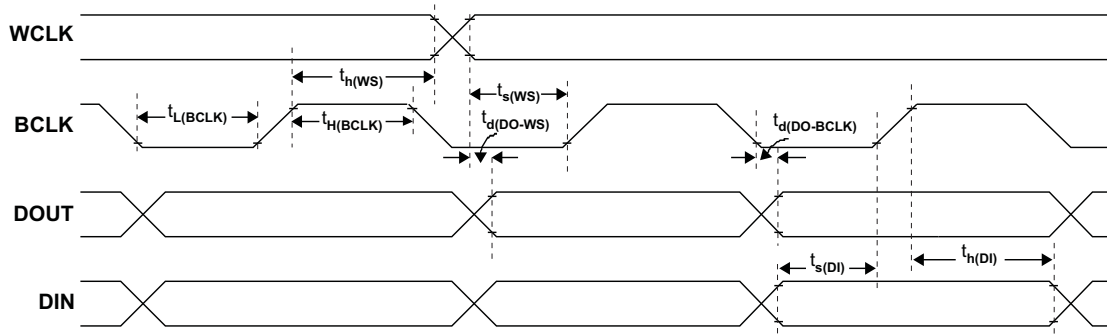 WCLK
th(WS)
ts(WS)
BCLK
tL(BCLK)
tH(BCLK)
td(DO-WS)
td(DO-BCLK)
DOUT
ts(DI)
th(DI)
DIN